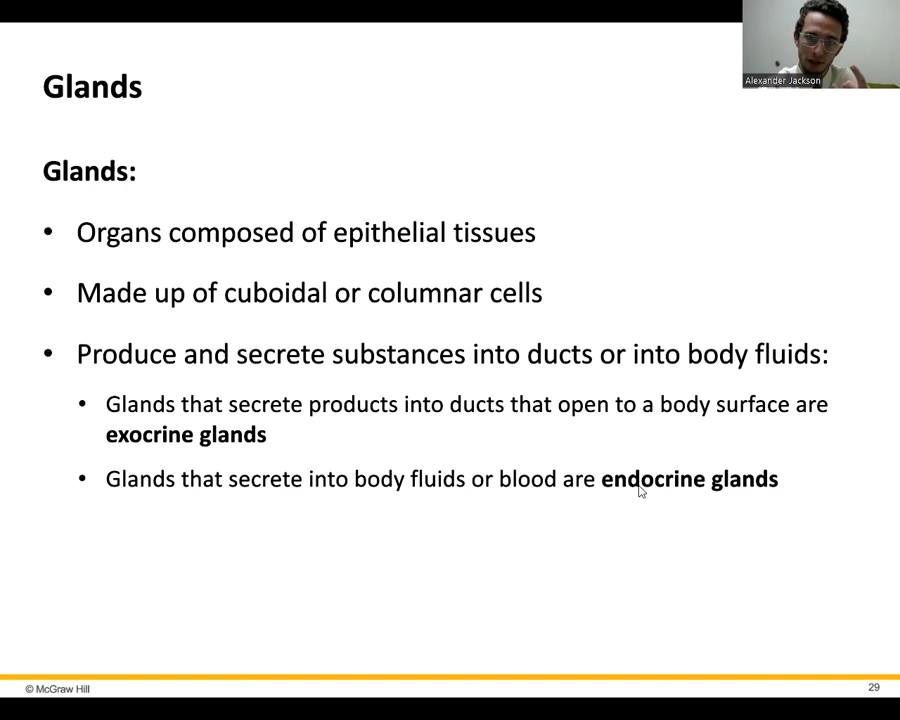 Alexander Jackson
Glands
Glands:
• Organs composed of epithelial tissues
• Made up of cuboidal or columnar cells
• Produce and secrete substances into ducts or into body fluids:
• Glands that secrete products into ducts that open to a body surface are
exocrine glands
• Glands that secrete into body fluids or blood are endocrine glands
© McGraw Hill
29